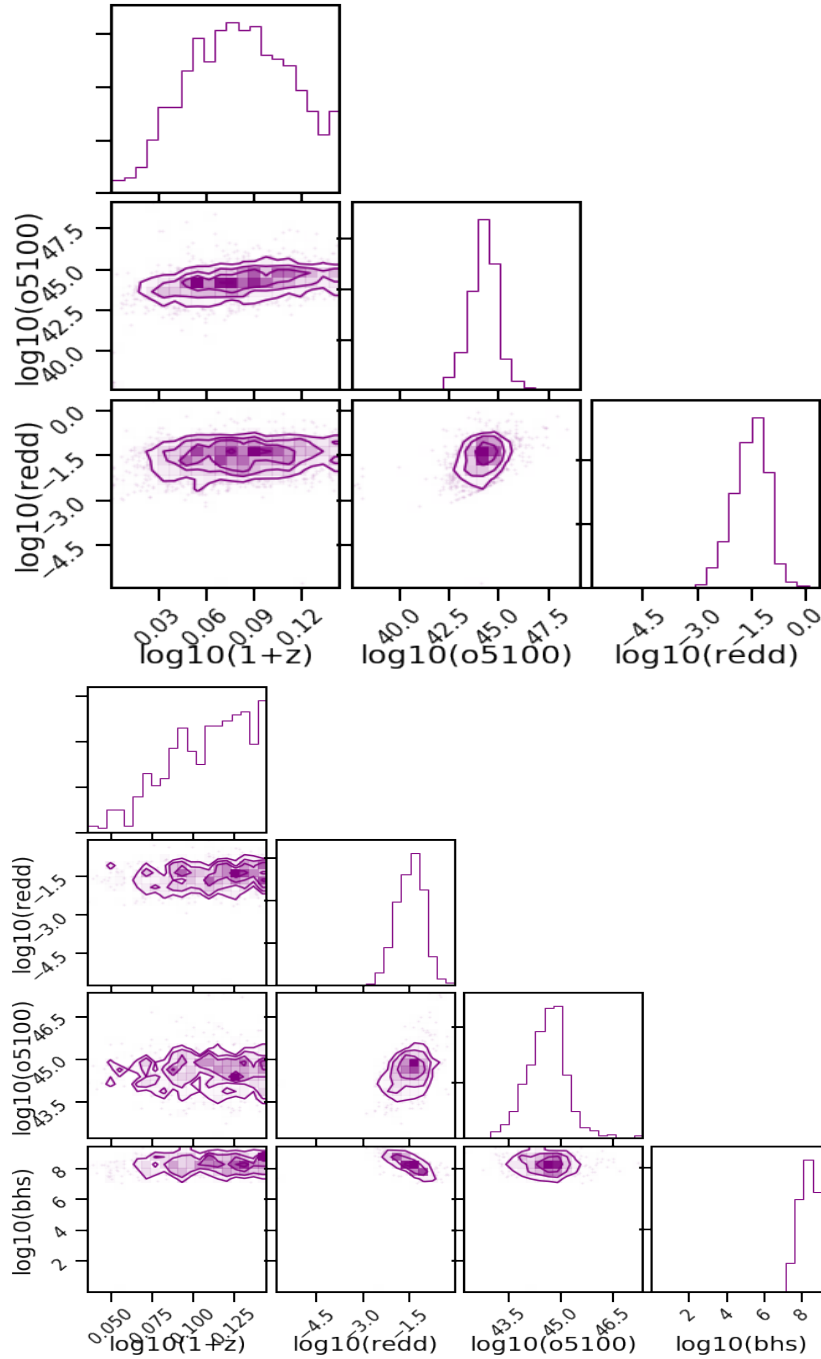 log10(o5100)
47.5
45.0
42.5
40.0
log10(redd)
0.0
−1.5
−3.0
−4.5
0.03 0.06 0.09 0.12 40.0 42.5 45.0 47.5 −4.5 −3.0 −1.5 0.0
log10(1+z) log10(o5100) log10(redd)
log10(redd)
−1.5
−3.0
−4.5
log10(o5100)
46.5
45.0
43.5
log10(bhs)
8
6
4
2
0.050 0.075 0.100 0.125 −4.5 −3.0 −1.5 43.5 45.0 46.5 2 4 6 8
log10(1+z) log10(redd) log10(o5100) log10(bhs)